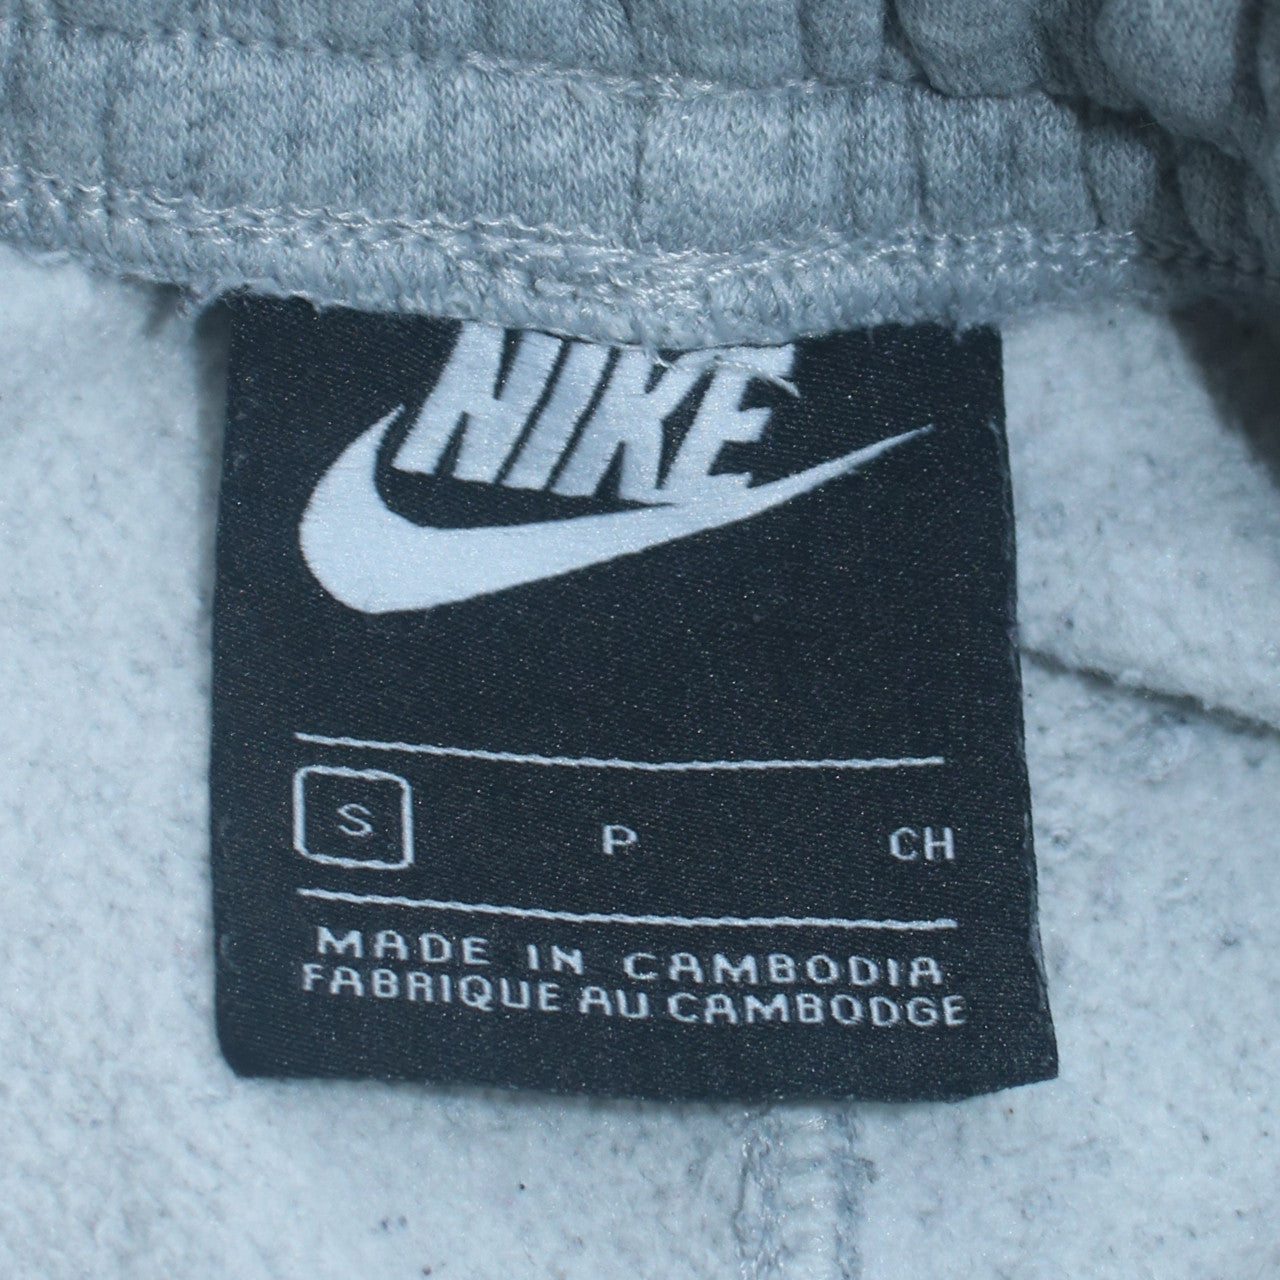 NIKE
S P CH
MADE IN CAMBODIA
FABRIQUE AU CAMBODGE